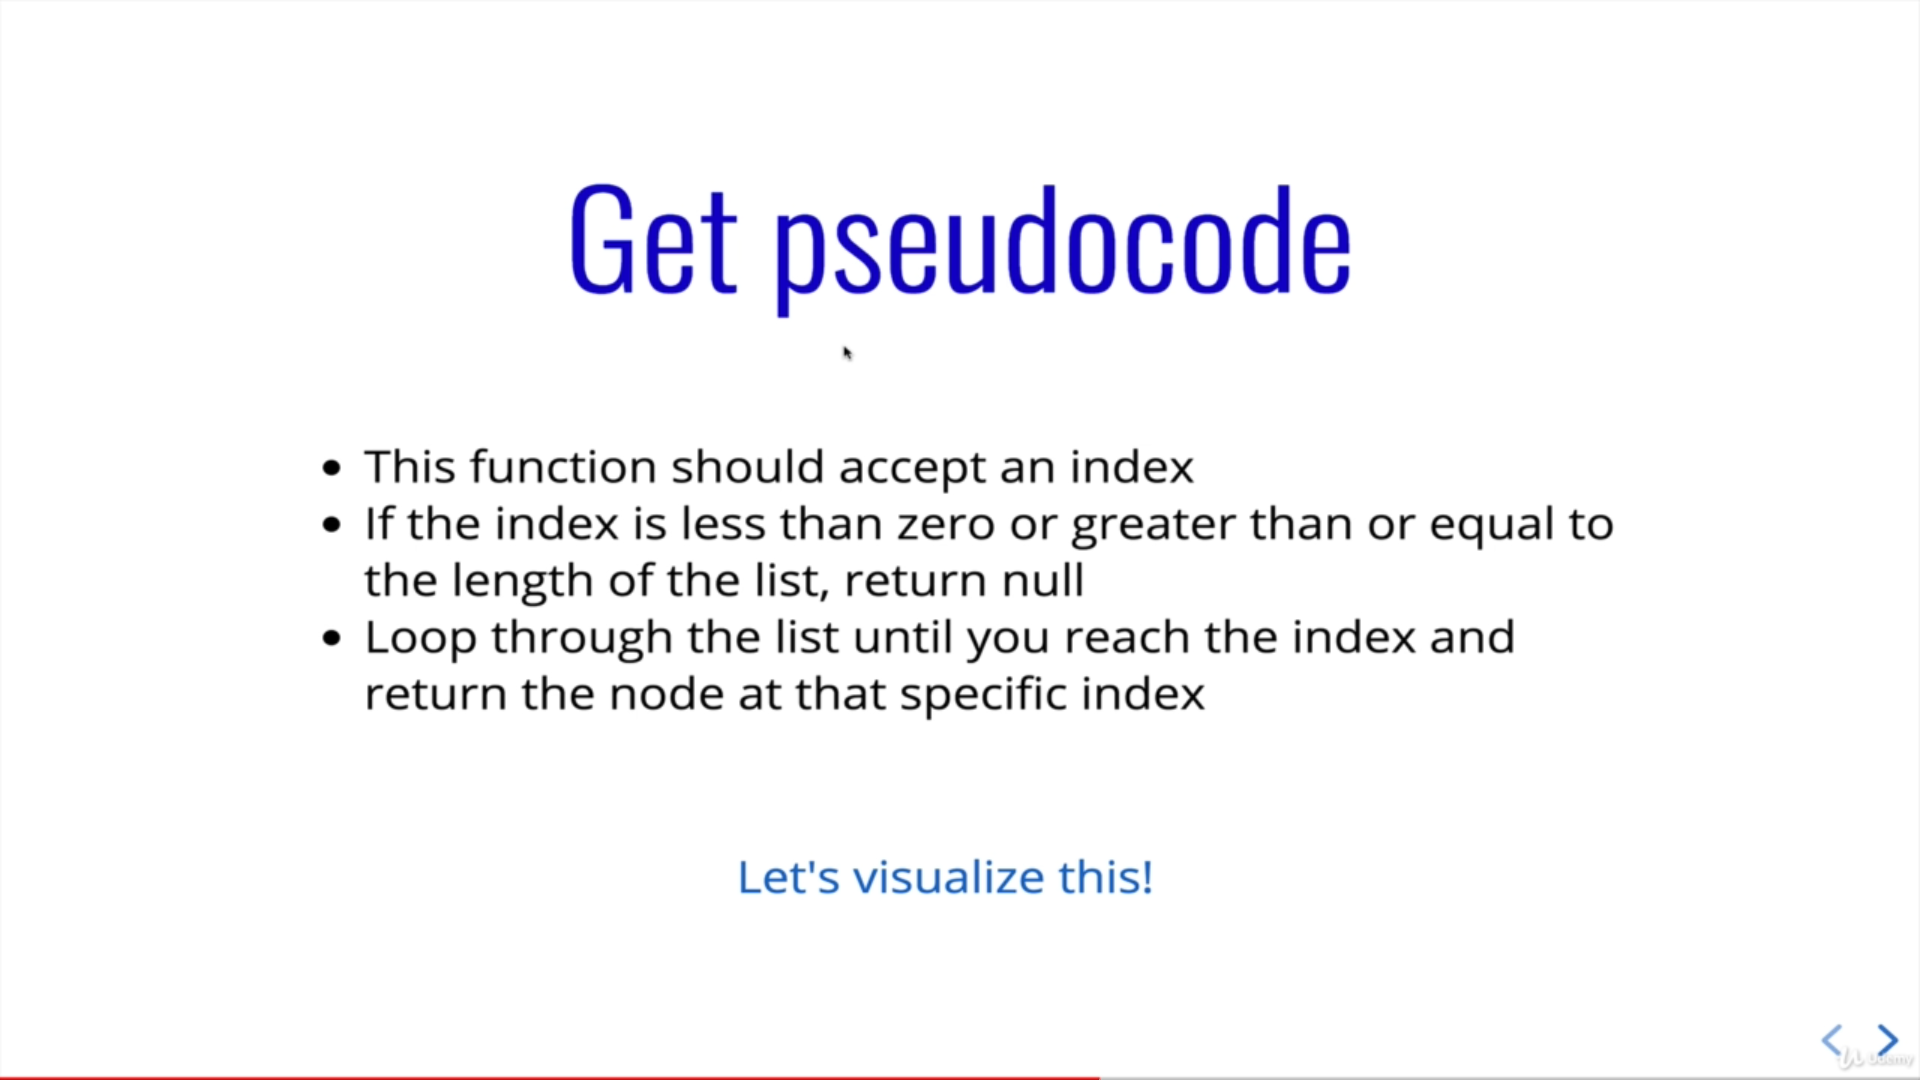 Get pseudocode
• This function should accept an index
• If the index is less than zero or greater than or equal to
the length of the list, return null
• Loop through the list until you reach the index and
return the node at that specific index
Let's visualize this!
Udemy